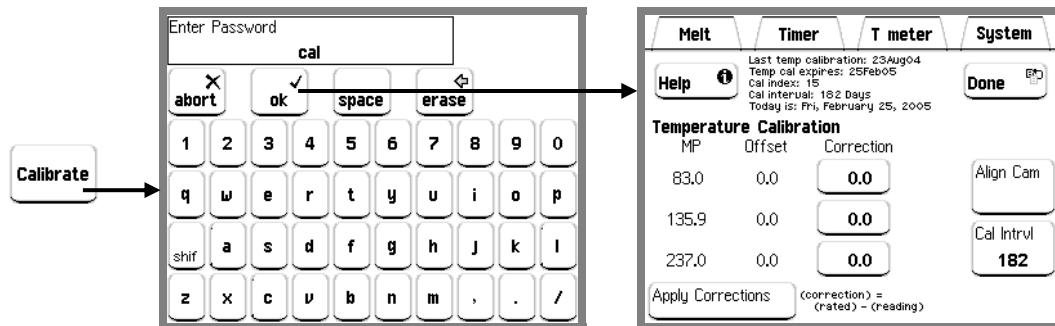 Calibrate
Enter Password
cal
abort ok space erase
1 2 3 4 5 6 7 8 9 0
q w e r t y u i o p
shif a s d f g h J k l
z x c v b n m , . /
Melt Timer T meter System
Help
Last temp calibration: 23Aug04
Temp cal expires: 25Feb05
Cal index: 15
Cal interval: 182 Days
Today is: Fri, February 25, 2005
Done
Temperature Calibration
MP Offset Correction
83.0 0.0 0.0
135.9 0.0 0.0
237.0 0.0 0.0
Align Cam
Cal Intrvl
182
Apply Corrections
(correction) =
(rated) - (reading)